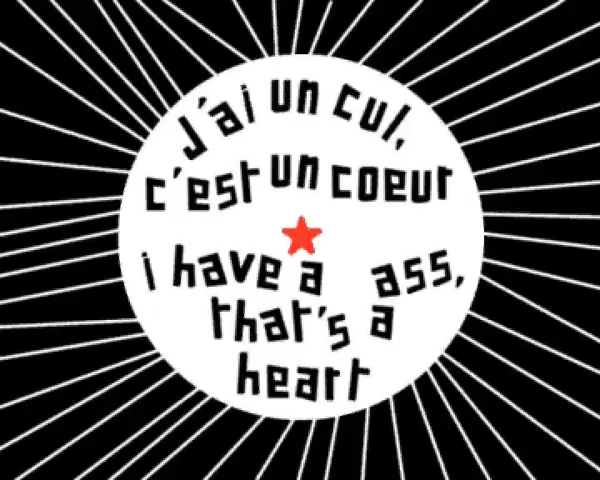 J'ai un cul,
c'est un coeur
i have a ass,
that's a
heart